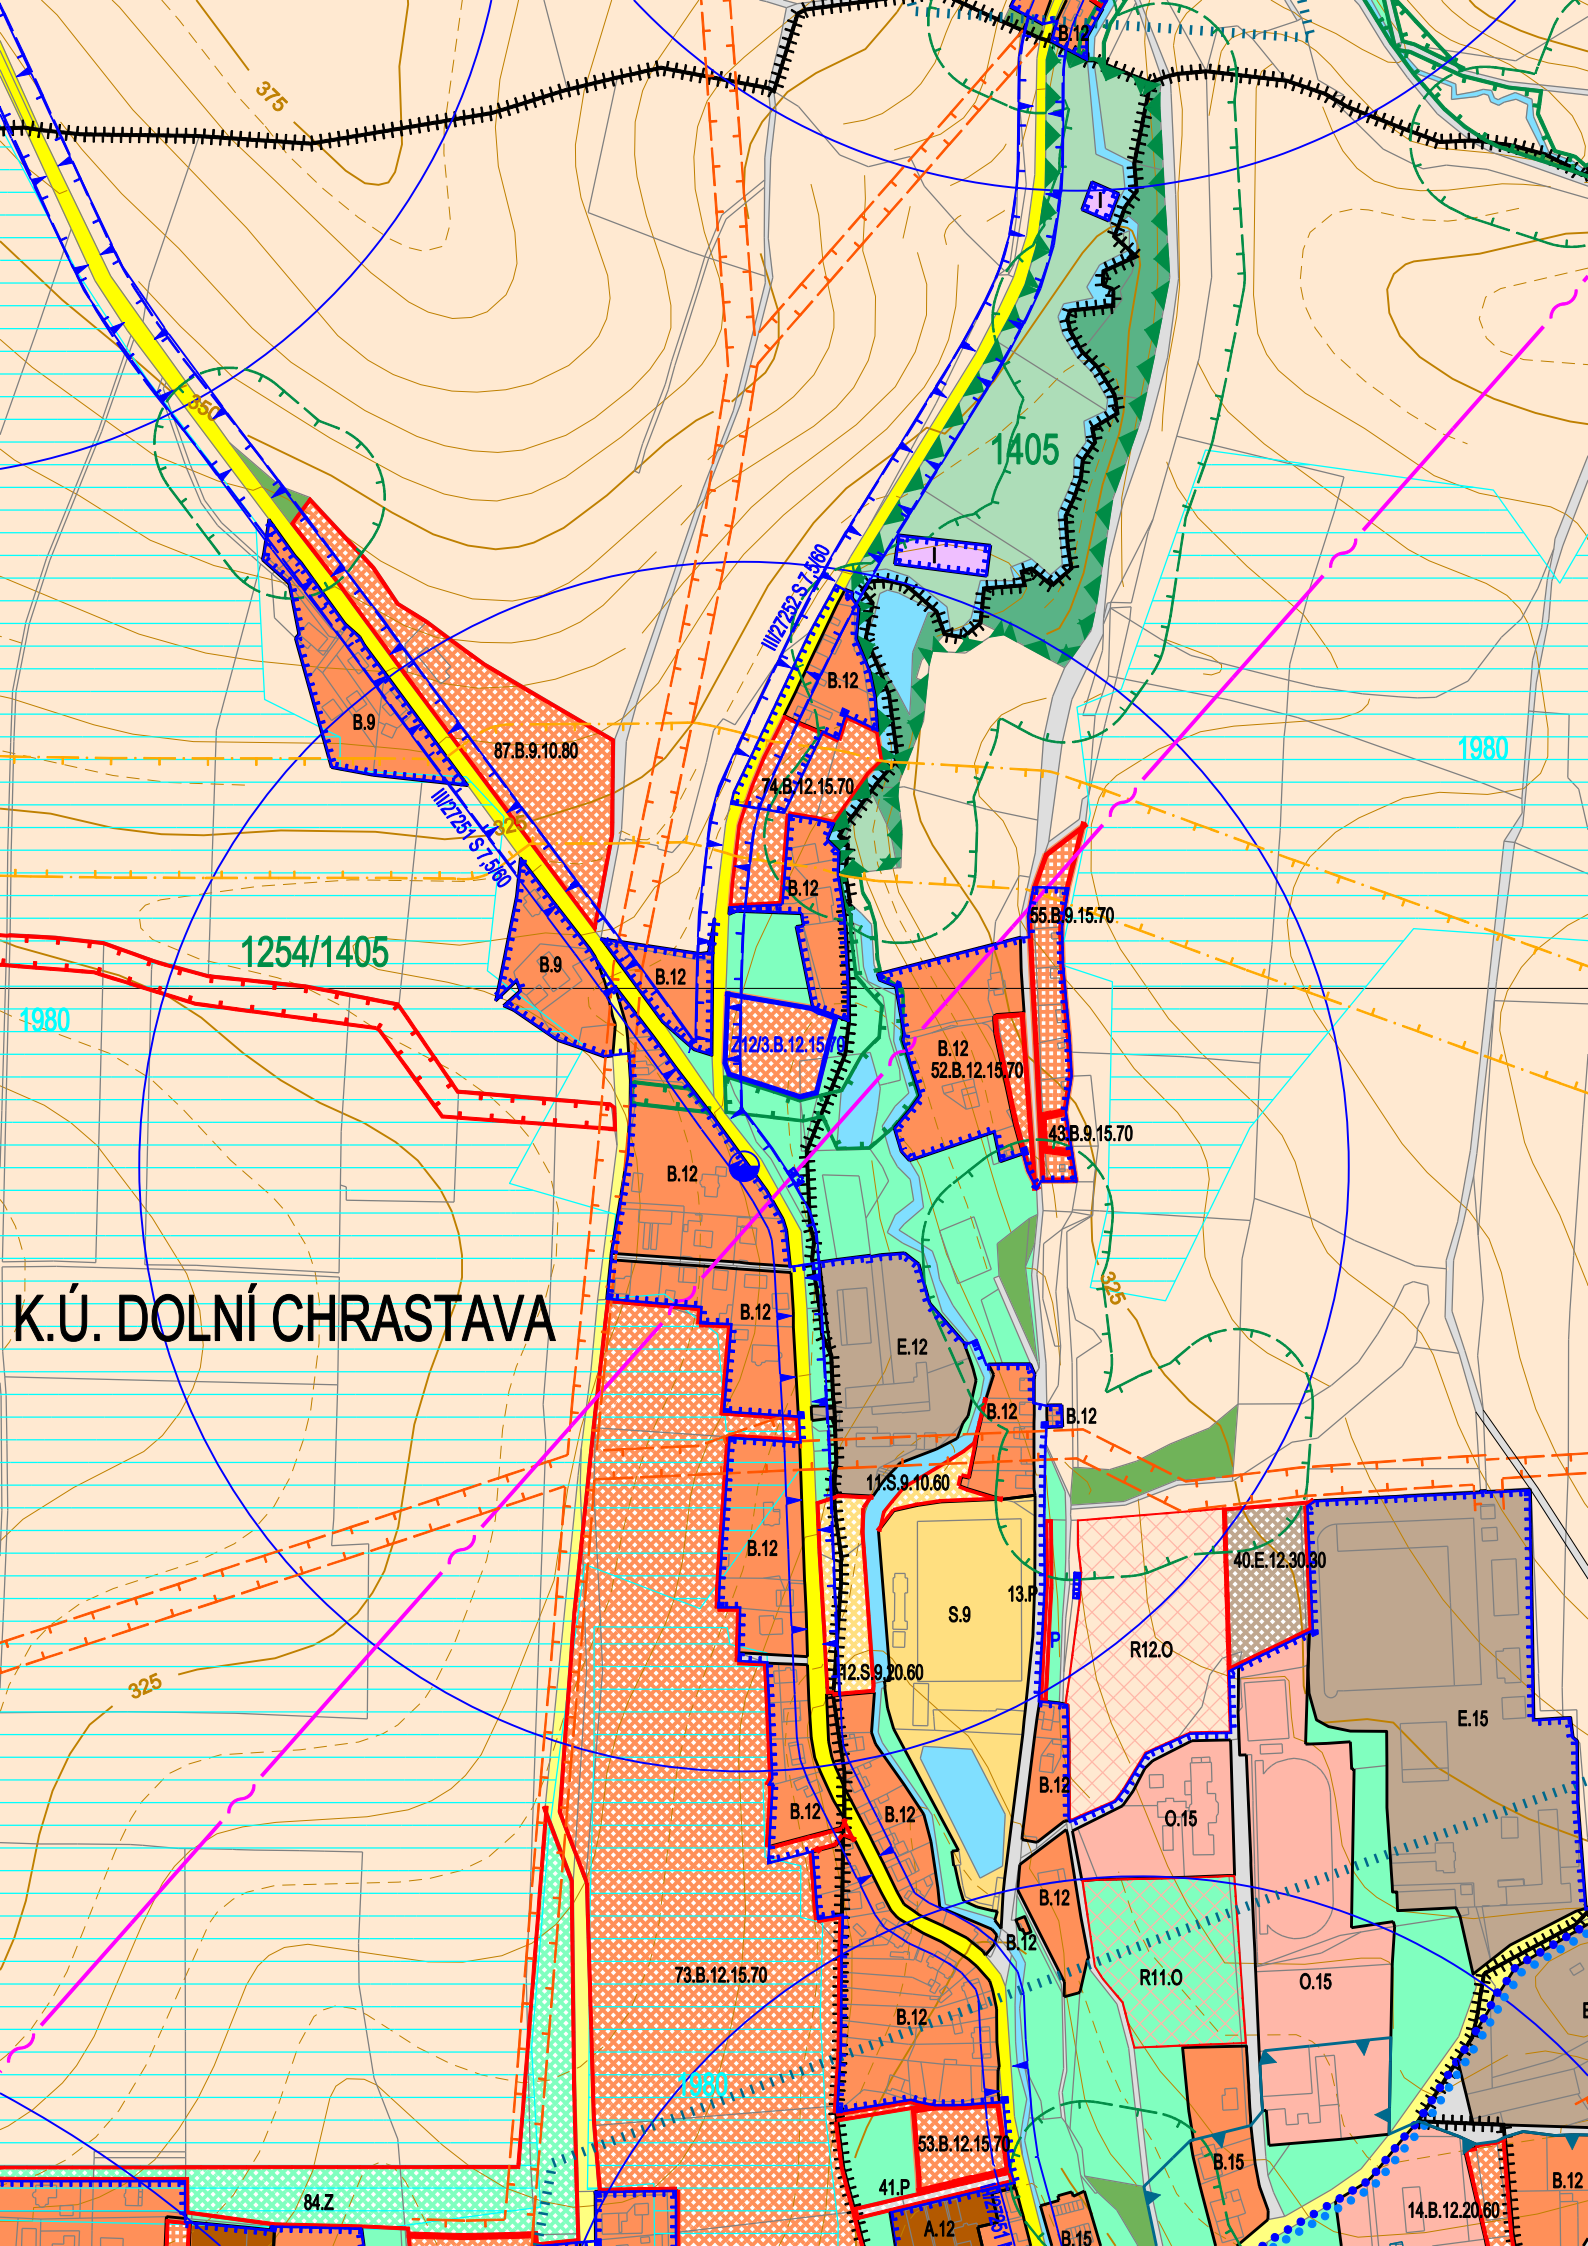 B.12
375
I
350
1405
I
III/27252 S 7,5/60
B.12
B.9
87.B.9.10.80
1980
74.B.12.15.70
III/27251 S 7,5/60
325
B.12
55.B.9.15.70
1254/1405
B.9
B.12
1980
Z12/3.B.12.15.70
B.12
52.B.12.15.70
43.B.9.15.70
B.12
325
K.Ú. DOLNÍ CHRASTAVA
B.12
E.12
B.12
B.12
11.S.9.10.60
B.12
40.E.12.30.30
13.P
S.9
P
R12.O
12.S.9.20.60
325
E.15
B.12
B.12
B.12
O.15
B.12
B.12
73.B.12.15.70
R11.O
O.15
B.12
1980
53.B.12.15.70
41.P
B.15
B.12
84.Z
14.B.12.20.60
A.12
B.15